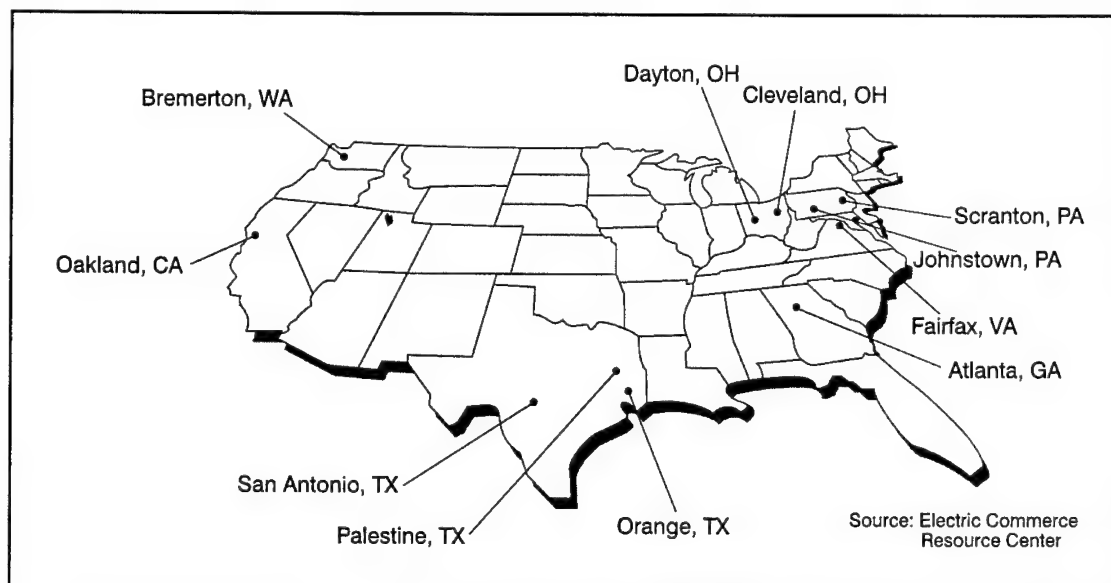 Dayton, OH
Cleveland, OH
Bremerton, WA
Scranton, PA
Oakland, CA
Johnstown, PA
Fairfax, VA
Atlanta, GA
San Antonio, TX
Palestine, TX
Orange, TX
Source: Electric Commerce
Resource Center